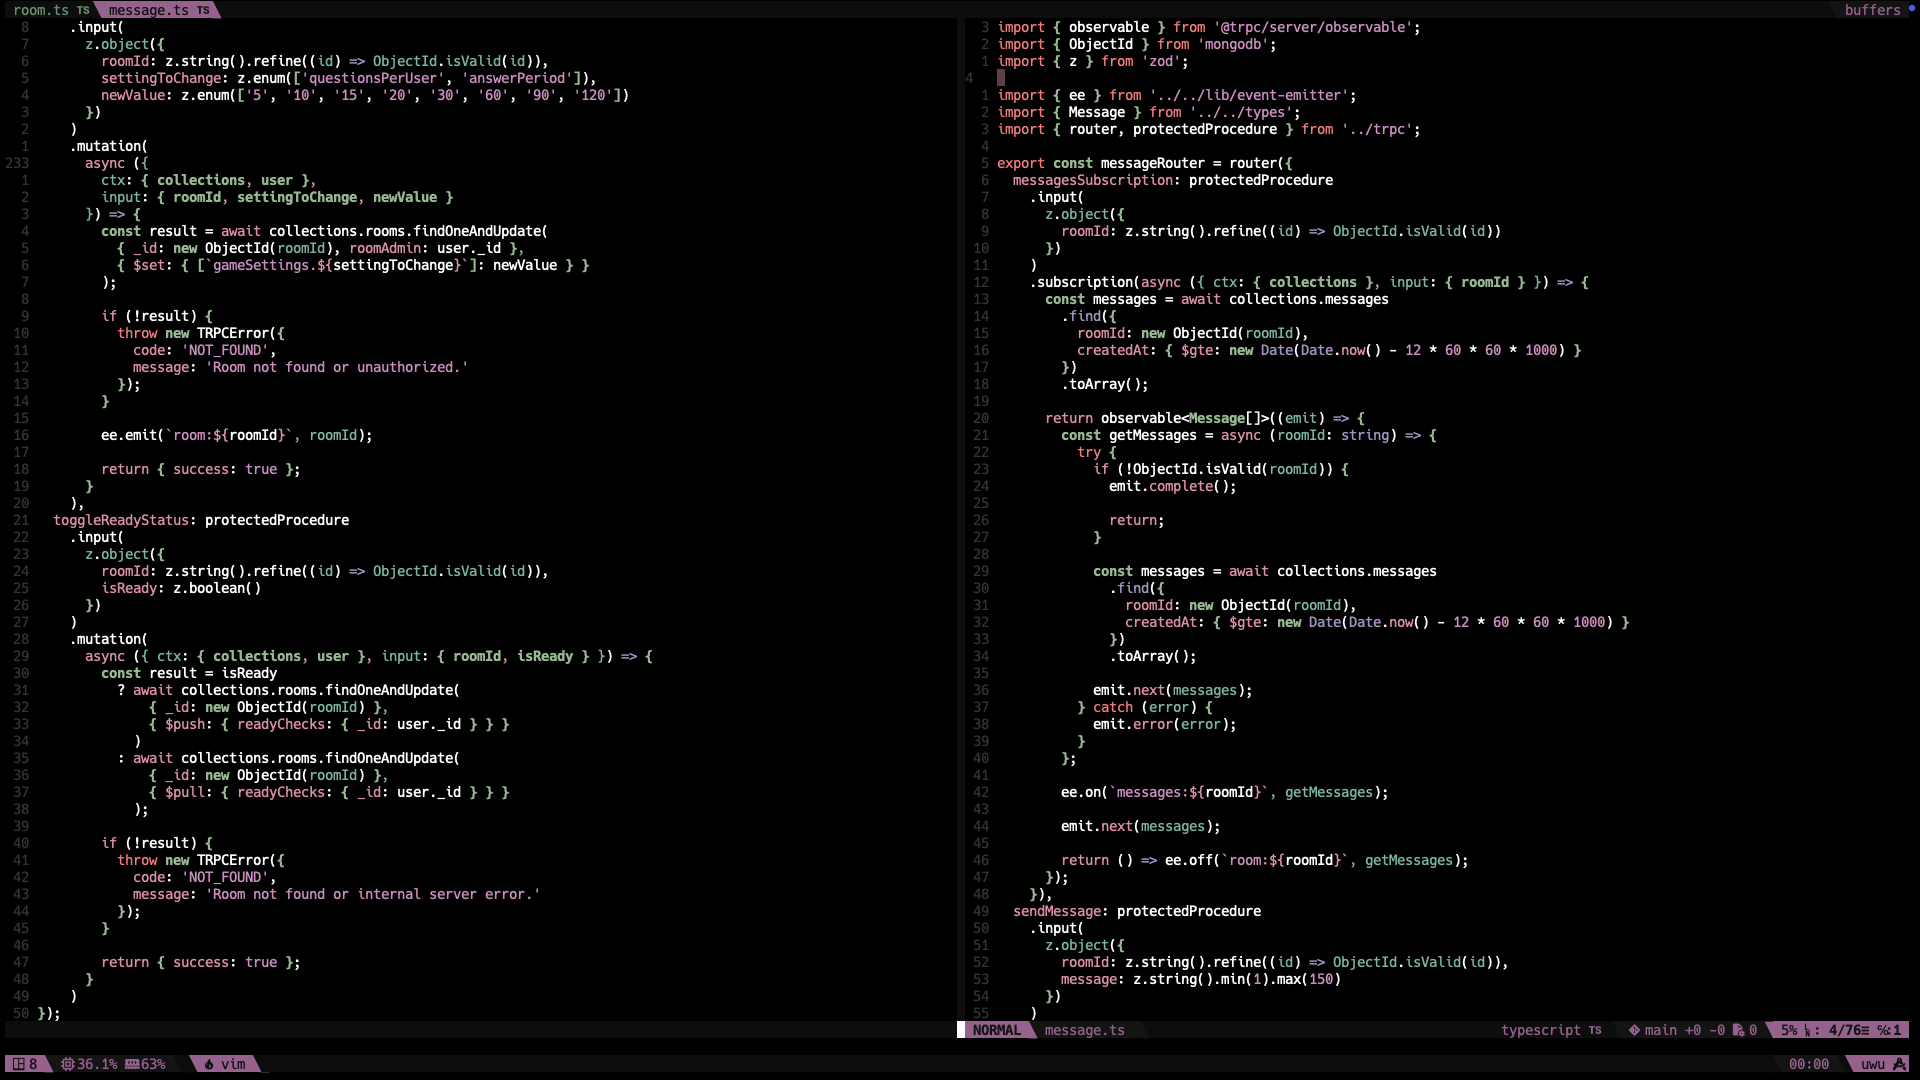 room.ts TS message.ts TS buffers
8 .input(
7 z.object({
6 roomId: z.string().refine((id) => ObjectId.isValid(id)),
5 settingToChange: z.enum(['questionsPerUser', 'answerPeriod']),
4 newValue: z.enum(['5', '10', '15', '20', '30', '60', '90', '120'])
3 })
2 )
1 .mutation(
233 async ({
1 ctx: { collections, user },
2 input: { roomId, settingToChange, newValue }
3 }) => {
4 const result = await collections.rooms.findOneAndUpdate(
5 { _id: new ObjectId(roomId), roomAdmin: user._id },
6 { $set: { [`gameSettings.${settingToChange}`]: newValue } }
7 );
8
9 if (!result) {
10 throw new TRPCError({
11 code: 'NOT_FOUND',
12 message: 'Room not found or unauthorized.'
13 });
14 }
15
16 ee.emit(`room:${roomId}`, roomId);
17
18 return { success: true };
19 }
20 ),
21 toggleReadyStatus: protectedProcedure
22 .input(
23 z.object({
24 roomId: z.string().refine((id) => ObjectId.isValid(id)),
25 isReady: z.boolean()
26 })
27 )
28 .mutation(
29 async ({ ctx: { collections, user }, input: { roomId, isReady } }) => {
30 const result = isReady
31 ? await collections.rooms.findOneAndUpdate(
32 { _id: new ObjectId(roomId) },
33 { $push: { readyChecks: { _id: user._id } } }
34 )
35 : await collections.rooms.findOneAndUpdate(
36 { _id: new ObjectId(roomId) },
37 { $pull: { readyChecks: { _id: user._id } } }
38 );
39
40 if (!result) {
41 throw new TRPCError({
42 code: 'NOT_FOUND',
43 message: 'Room not found or internal server error.'
44 });
45 }
46
47 return { success: true };
48 }
49 )
50 });
3 import { observable } from '@trpc/server/observable';
2 import { ObjectId } from 'mongodb';
1 import { z } from 'zod';
4
1 import { ee } from '../../lib/event-emitter';
2 import { Message } from '../../types';
3 import { router, protectedProcedure } from '../trpc';
4
5 export const messageRouter = router({
6 messagesSubscription: protectedProcedure
7 .input(
8 z.object({
9 roomId: z.string().refine((id) => ObjectId.isValid(id))
10 })
11 )
12 .subscription(async ({ ctx: { collections }, input: { roomId } }) => {
13 const messages = await collections.messages
14 .find({
15 roomId: new ObjectId(roomId),
16 createdAt: { $gte: new Date(Date.now() - 12 * 60 * 60 * 1000) }
17 })
18 .toArray();
19
20 return observable<Message[]>((emit) => {
21 const getMessages = async (roomId: string) => {
22 try {
23 if (!ObjectId.isValid(roomId)) {
24 emit.complete();
25
26 return;
27 }
28
29 const messages = await collections.messages
30 .find({
31 roomId: new ObjectId(roomId),
32 createdAt: { $gte: new Date(Date.now() - 12 * 60 * 60 * 1000) }
33 })
34 .toArray();
35
36 emit.next(messages);
37 } catch (error) {
38 emit.error(error);
39 }
40 };
41
42 ee.on(`messages:${roomId}`, getMessages);
43
44 emit.next(messages);
45
46 return () => ee.off(`room:${roomId}`, getMessages);
47 });
48 }),
49 sendMessage: protectedProcedure
50 .input(
51 z.object({
52 roomId: z.string().refine((id) => ObjectId.isValid(id)),
53 message: z.string().min(1).max(150)
54 })
55 )
NORMAL message.ts typescript TS main +0 -0 0 5% : 4/76 :1
8 36.1% 63% vim 00:00 uwu